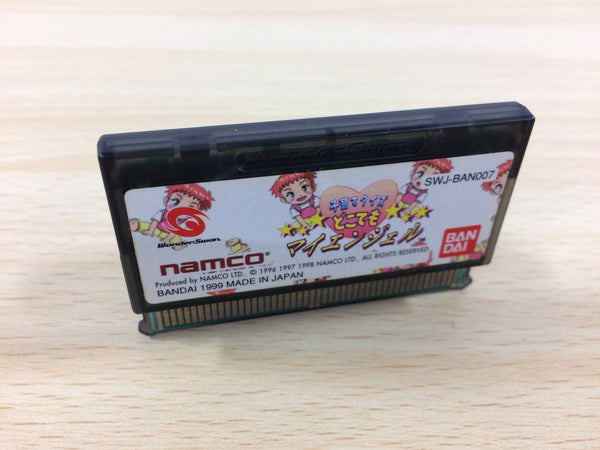 WonderSwan
SWJ-BAN007
子育てクイズ
どこでも
マイエンジェル
WonderSwan
namco
BAN
DAI
Produced by NAMCO LTD. © 1996 1997 1998 NAMCO LTD., ALL RIGHTS RESERVED
BANDAI 1999 MADE IN JAPAN